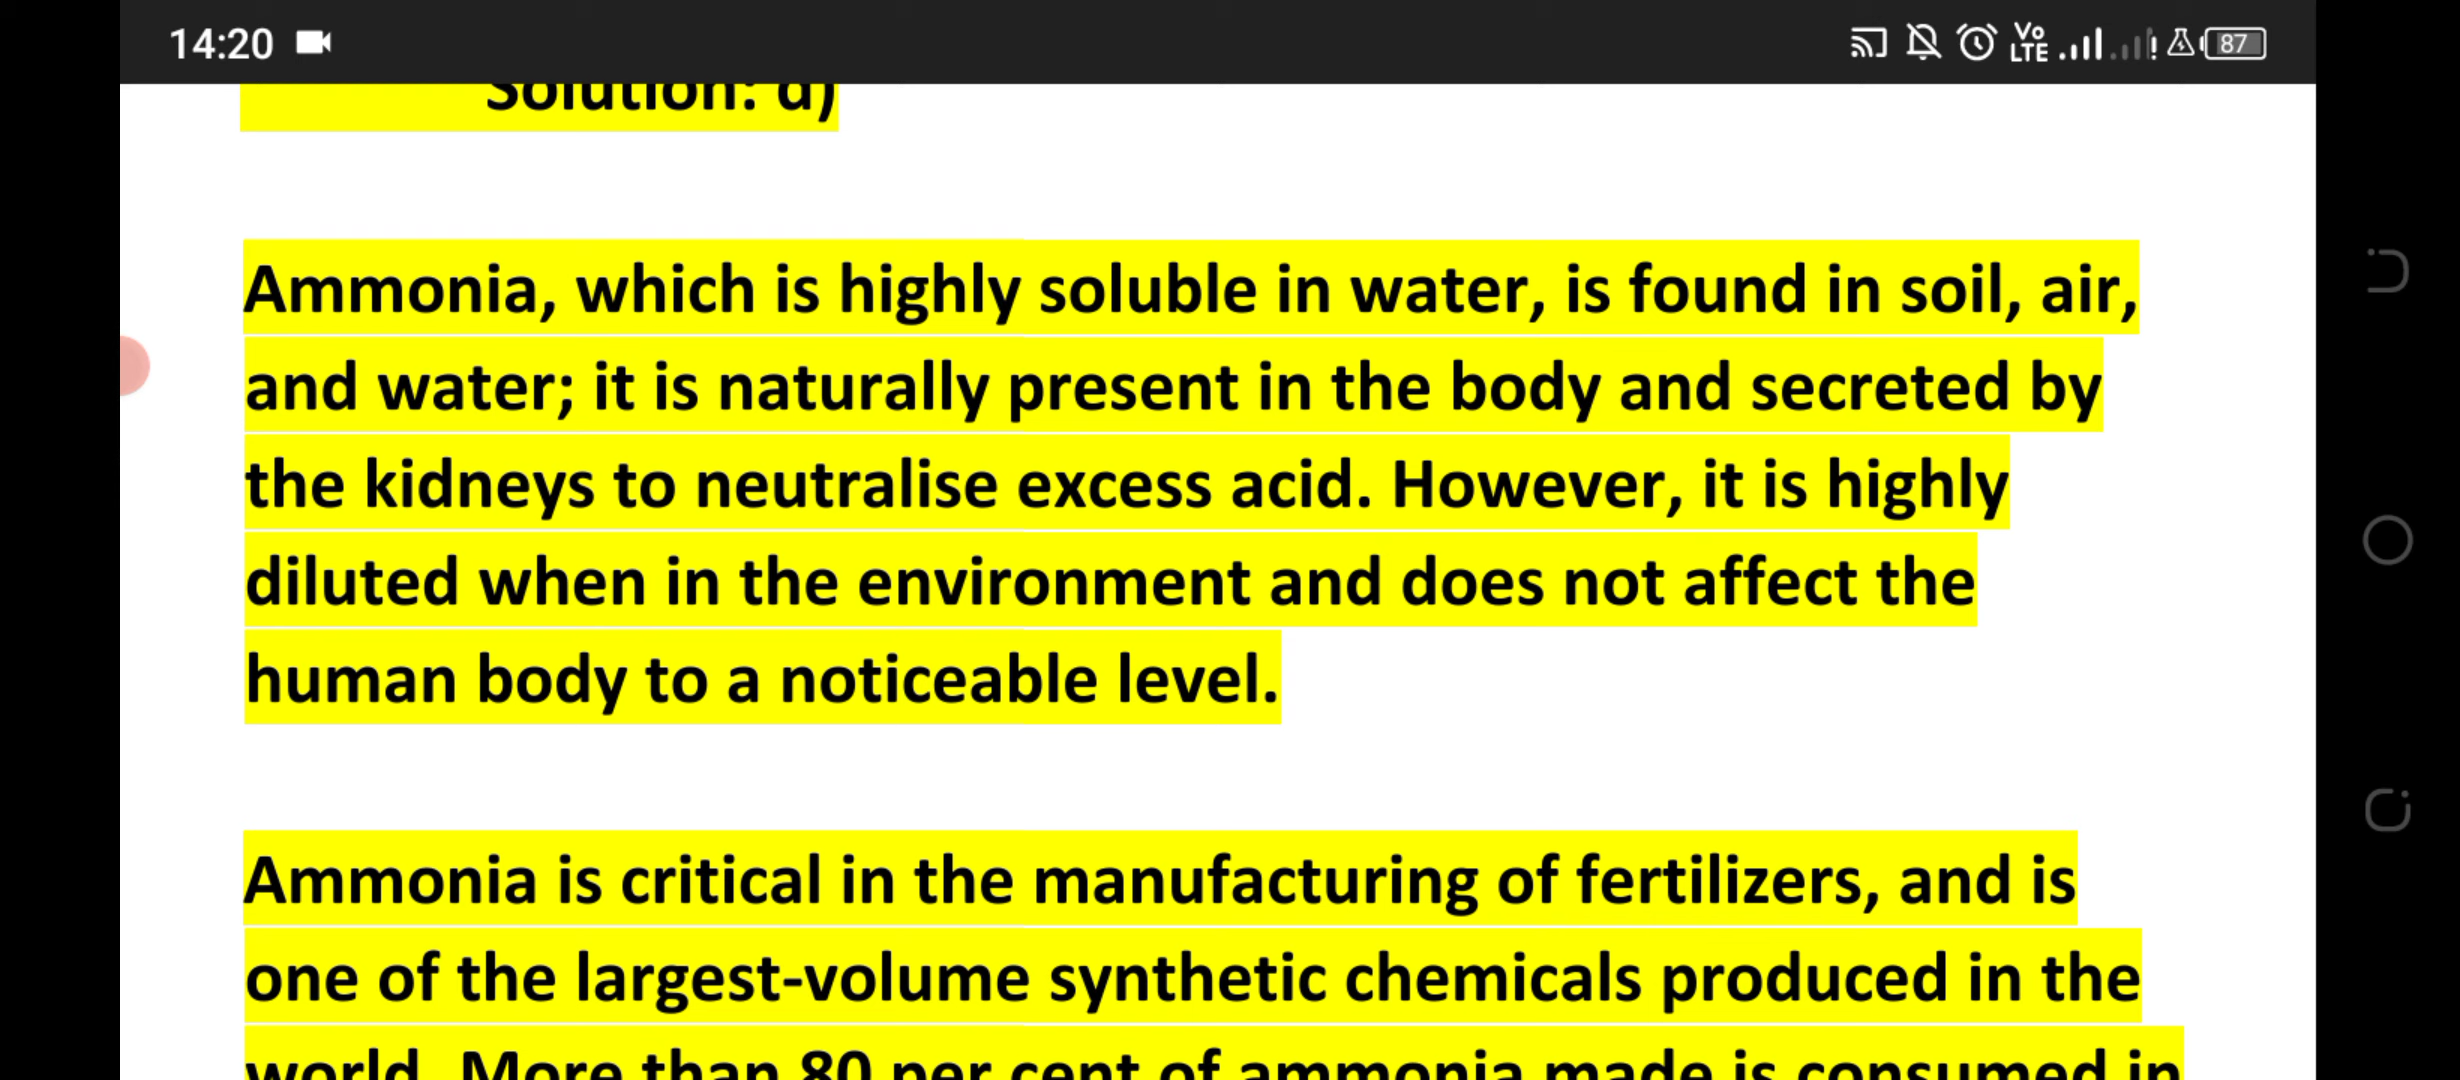 14:20 Vo LTE 87
Solution: d)
Ammonia, which is highly soluble in water, is found in soil, air,
and water; it is naturally present in the body and secreted by
the kidneys to neutralise excess acid. However, it is highly
diluted when in the environment and does not affect the
human body to a noticeable level.
Ammonia is critical in the manufacturing of fertilizers, and is
one of the largest-volume synthetic chemicals produced in the
world. More than 80 per cent of ammonia made is consumed in